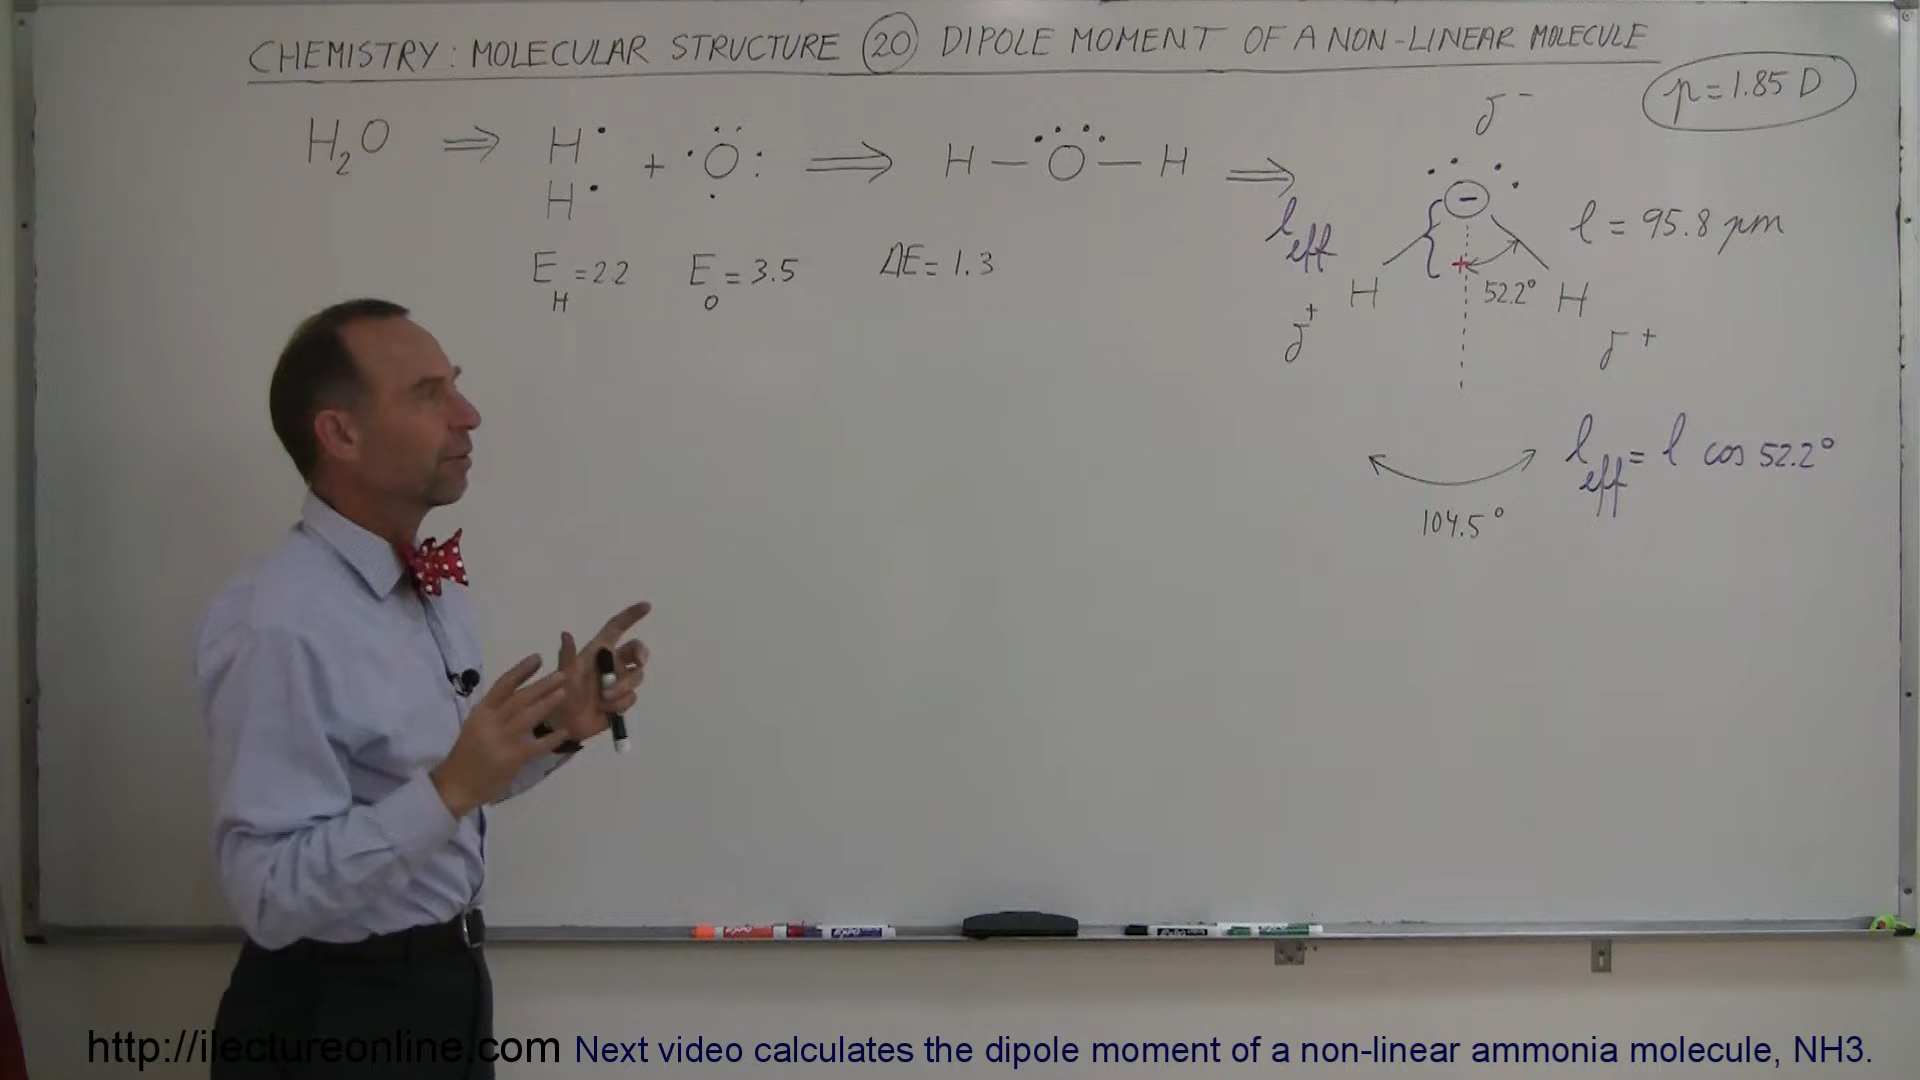 CHEMISTRY: MOLECULAR STRUCTURE 20 DIPOLE MOMENT OF A NON-LINEAR MOLECULE
p = 1.85 D
H₂O ⇒ H• + •O: ⇒ H – O – H ⇒
H•
δ⁻
E_H = 2.2 E_O = 3.5 ΔE = 1.3
l_eff
−
l = 95.8 pm
+
H 52.2° H
δ⁺ δ⁺
l_eff = l cos 52.2°
104.5°
EXPO
http://ilectureonline.com Next video calculates the dipole moment of a non-linear ammonia molecule, NH3.